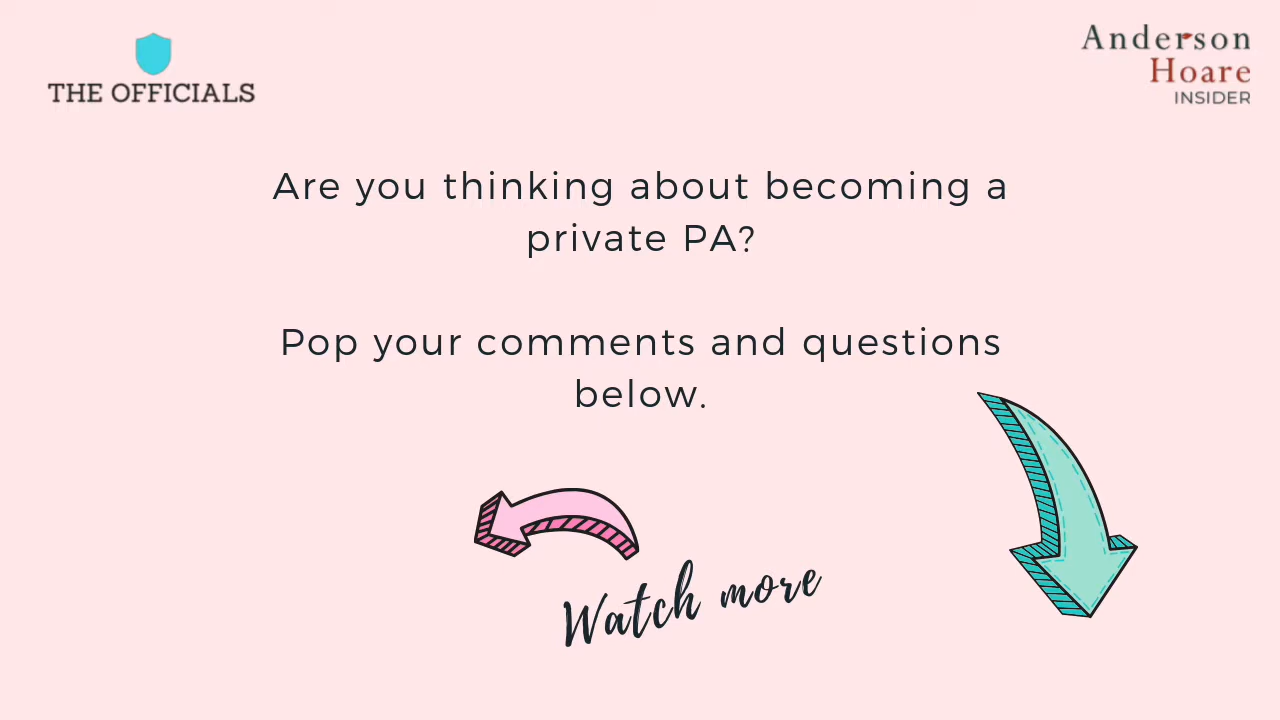 THE OFFICIALS
Anderson
Hoare
INSIDER
Are you thinking about becoming a
private PA?
Pop your comments and questions
below.
Watch more